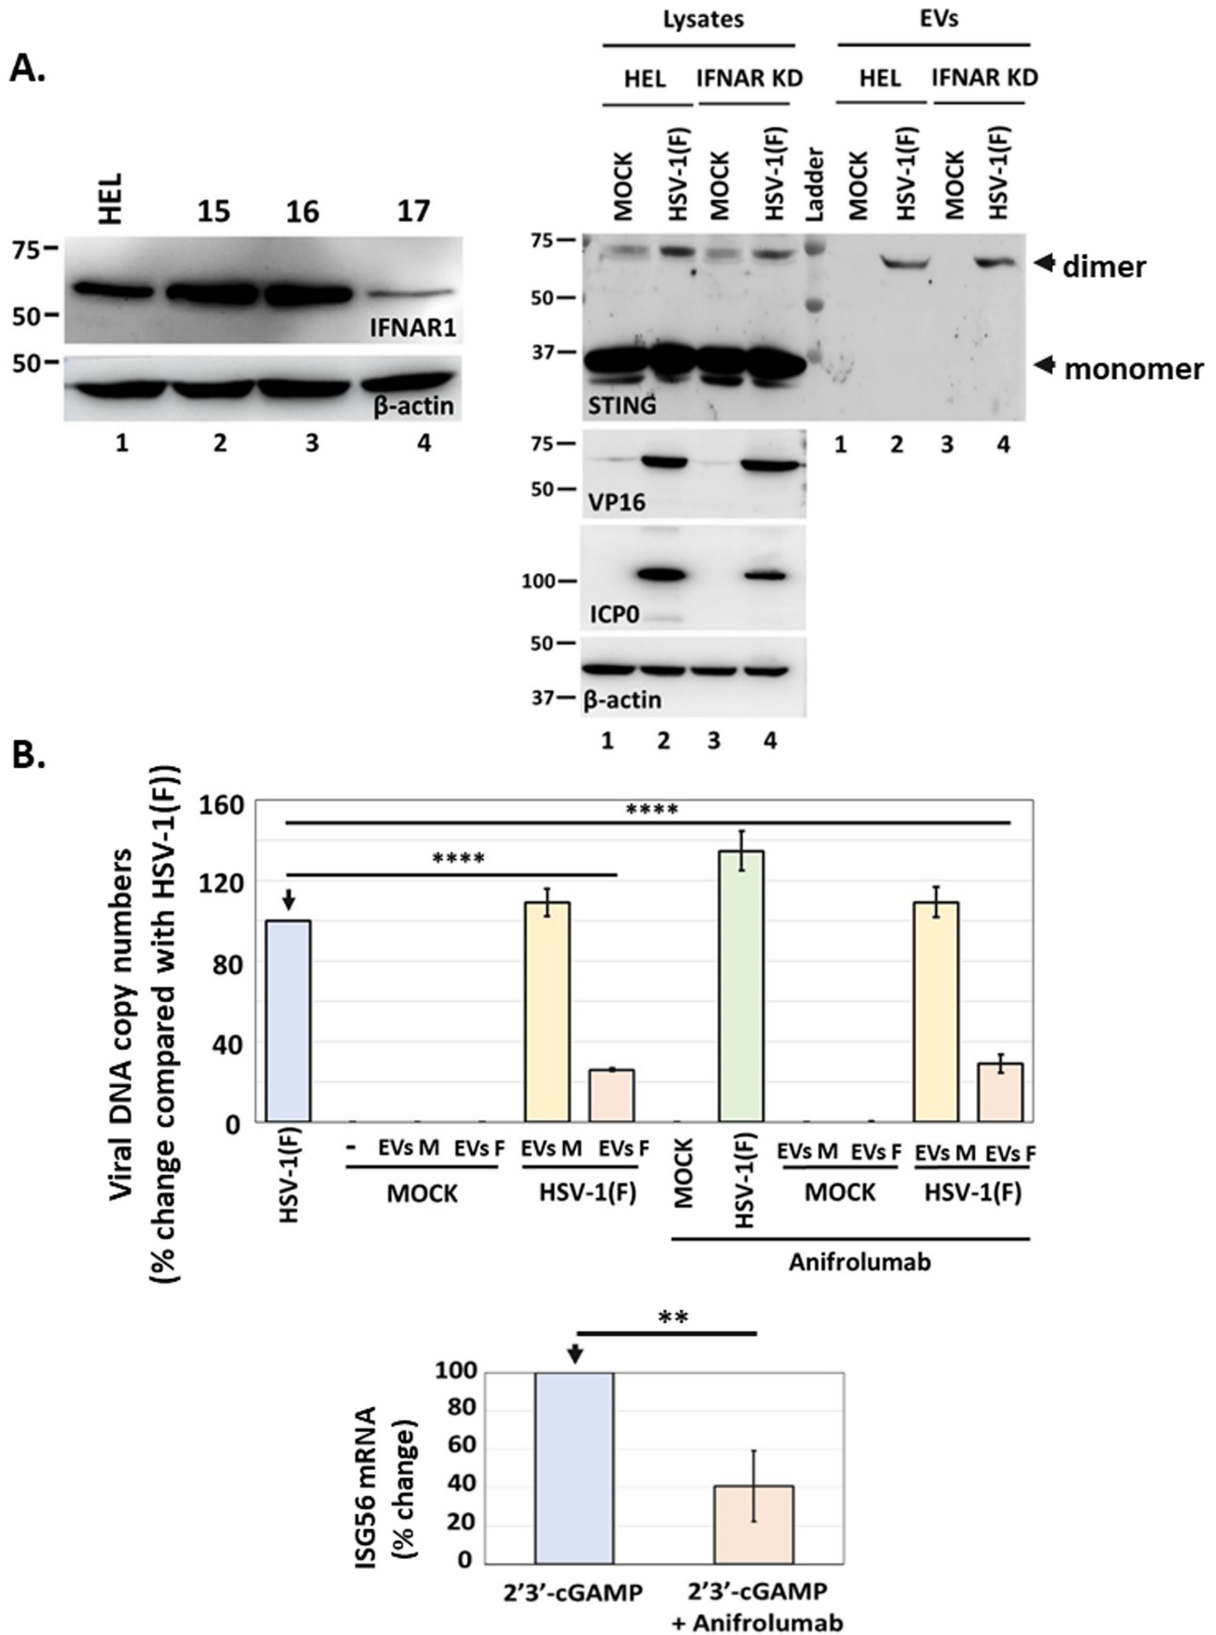 A.
HEL 15 16 17
75
50
IFNAR1
50
β-actin
1 2 3 4
Lysates EVs
HEL IFNAR KD HEL IFNAR KD
MOCK HSV-1(F) MOCK HSV-1(F) Ladder MOCK HSV-1(F) MOCK HSV-1(F)
75
dimer
50
37
monomer
STING
1 2 3 4
75
50
VP16
100
ICP0
50
37
β-actin
1 2 3 4
B.
Viral DNA copy numbers
(% change compared with HSV-1(F))
160
120
80
40
0
****
****
HSV-1(F) - EVs M EVs F EVs M EVs F MOCK HSV-1(F) EVs M EVs F EVs M EVs F
MOCK HSV-1(F) MOCK HSV-1(F)
Anifrolumab
**
ISG56 mRNA
(% change)
100
80
60
40
20
0
2'3'-cGAMP 2'3'-cGAMP
+ Anifrolumab